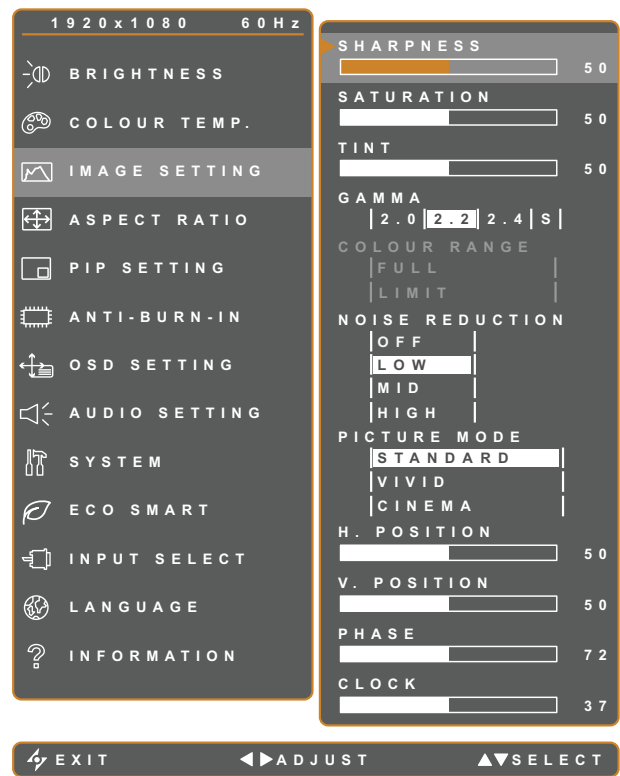 1920x1080 60Hz
BRIGHTNESS
COLOUR TEMP.
IMAGE SETTING
ASPECT RATIO
PIP SETTING
ANTI-BURN-IN
OSD SETTING
AUDIO SETTING
SYSTEM
ECO SMART
INPUT SELECT
LANGUAGE
INFORMATION
SHARPNESS
50
SATURATION
50
TINT
50
GAMMA
2.0 2.2 2.4 S
COLOUR RANGE
FULL
LIMIT
NOISE REDUCTION
OFF
LOW
MID
HIGH
PICTURE MODE
STANDARD
VIVID
CINEMA
H. POSITION
50
V. POSITION
50
PHASE
72
CLOCK
37
EXIT ADJUST SELECT